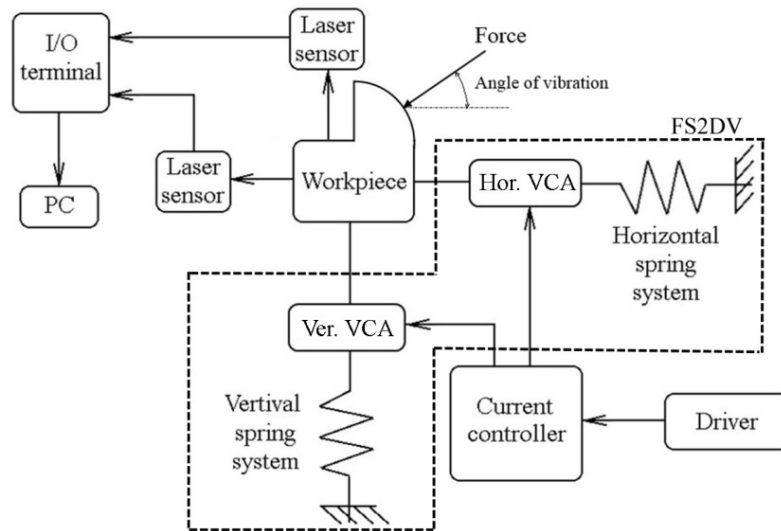 I/O
terminal
Laser
sensor
Force
Angle of vibration
FS2DV
Laser
sensor
Workpiece
Hor. VCA
PC
Horizontal
spring
system
Ver. VCA
Vertival
spring
system
Current
controller
Driver